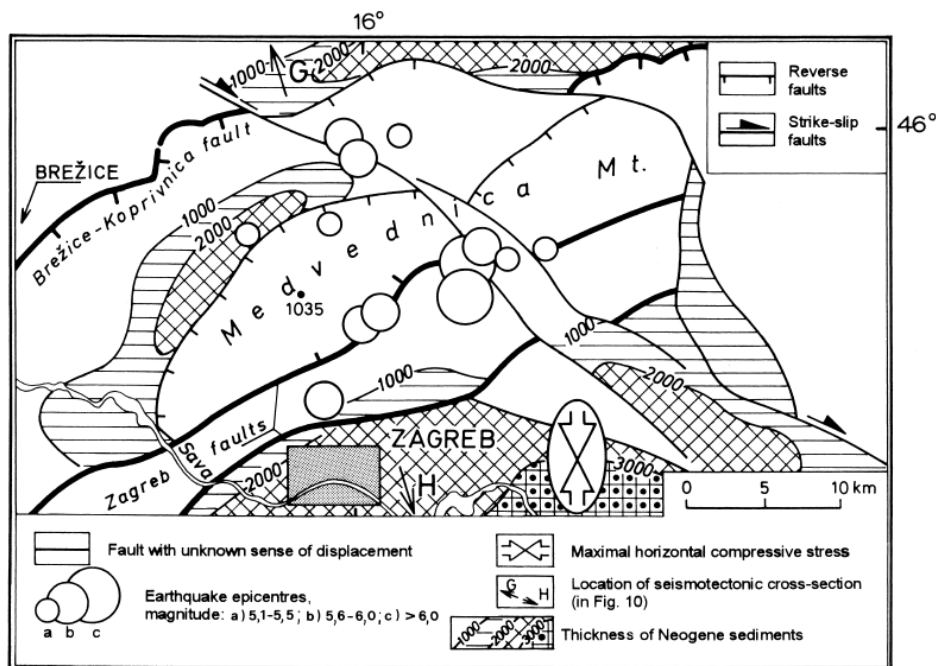 16°
46°
G
1000
2000
2000
Reverse
faults
Strike-slip
faults
BREŽICE
Brežice-Koprivnica fault
1000
2000
Medvednica Mt.
1035
1000
1000
2000
Zagreb faults
Sava
2000
ZAGREB
H
3000
0 5 10 km
Fault with unknown sense of displacement
Maximal horizontal compressive stress
Earthquake epicentres,
magnitude: a) 5,1-5,5; b) 5,6-6,0; c) > 6,0
a b c
G H
Location of seismotectonic cross-section
(in Fig. 10)
1000 2000 3000
Thickness of Neogene sediments